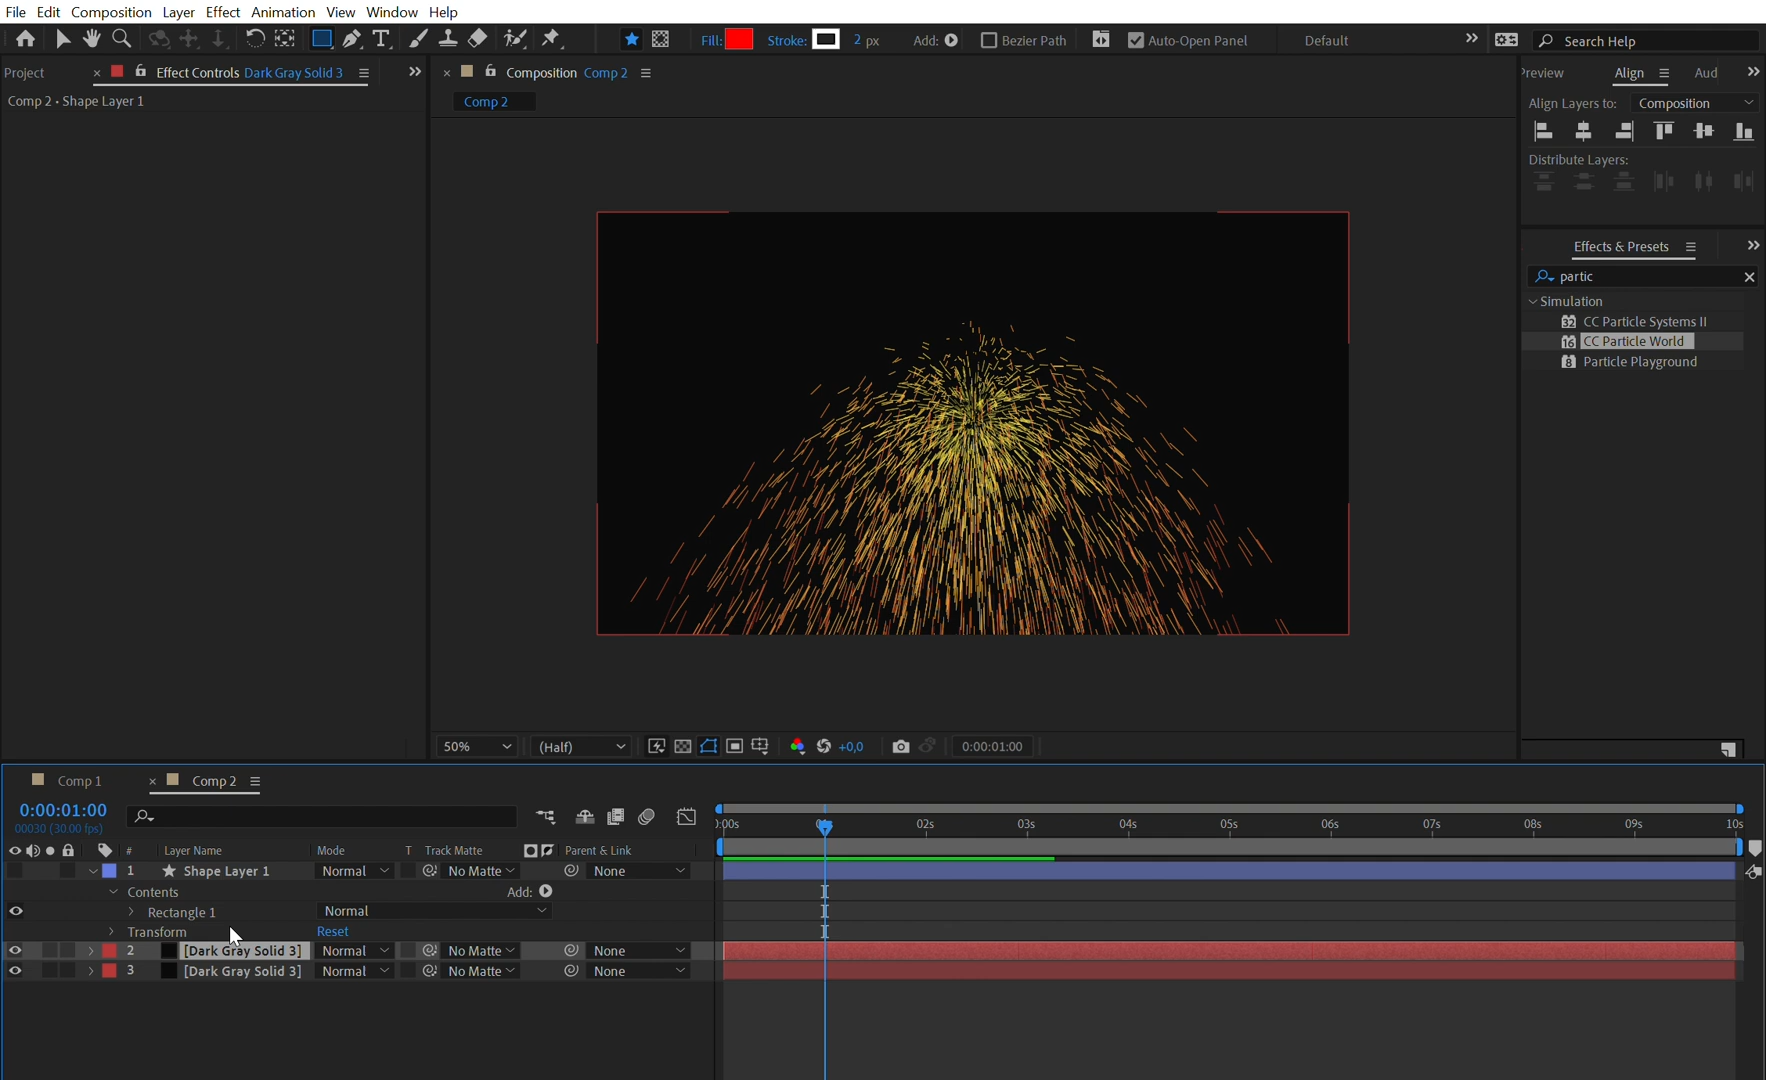 File Edit Composition Layer Effect Animation View Window Help
Fill: Stroke: 2 px Add: Bezier Path Auto-Open Panel Default Search Help
Project Effect Controls Dark Gray Solid 3 Composition Comp 2 Preview Align Aud
Comp 2 • Shape Layer 1
Comp 2
Align Layers to: Composition
Distribute Layers:
Effects & Presets
partic
Simulation
32 CC Particle Systems II
16 CC Particle World
8 Particle Playground
50% (Half) +0,0 0:00:01:00
Comp 1 Comp 2
0:00:01:00
00030 (30.00 fps)
:00s 02s 03s 04s 05s 06s 07s 08s 09s 10s
# Layer Name Mode T Track Matte Parent & Link
1 Shape Layer 1 Normal No Matte None
Contents Add:
Rectangle 1 Normal
Transform Reset
2 [Dark Gray Solid 3] Normal No Matte None
3 [Dark Gray Solid 3] Normal No Matte None